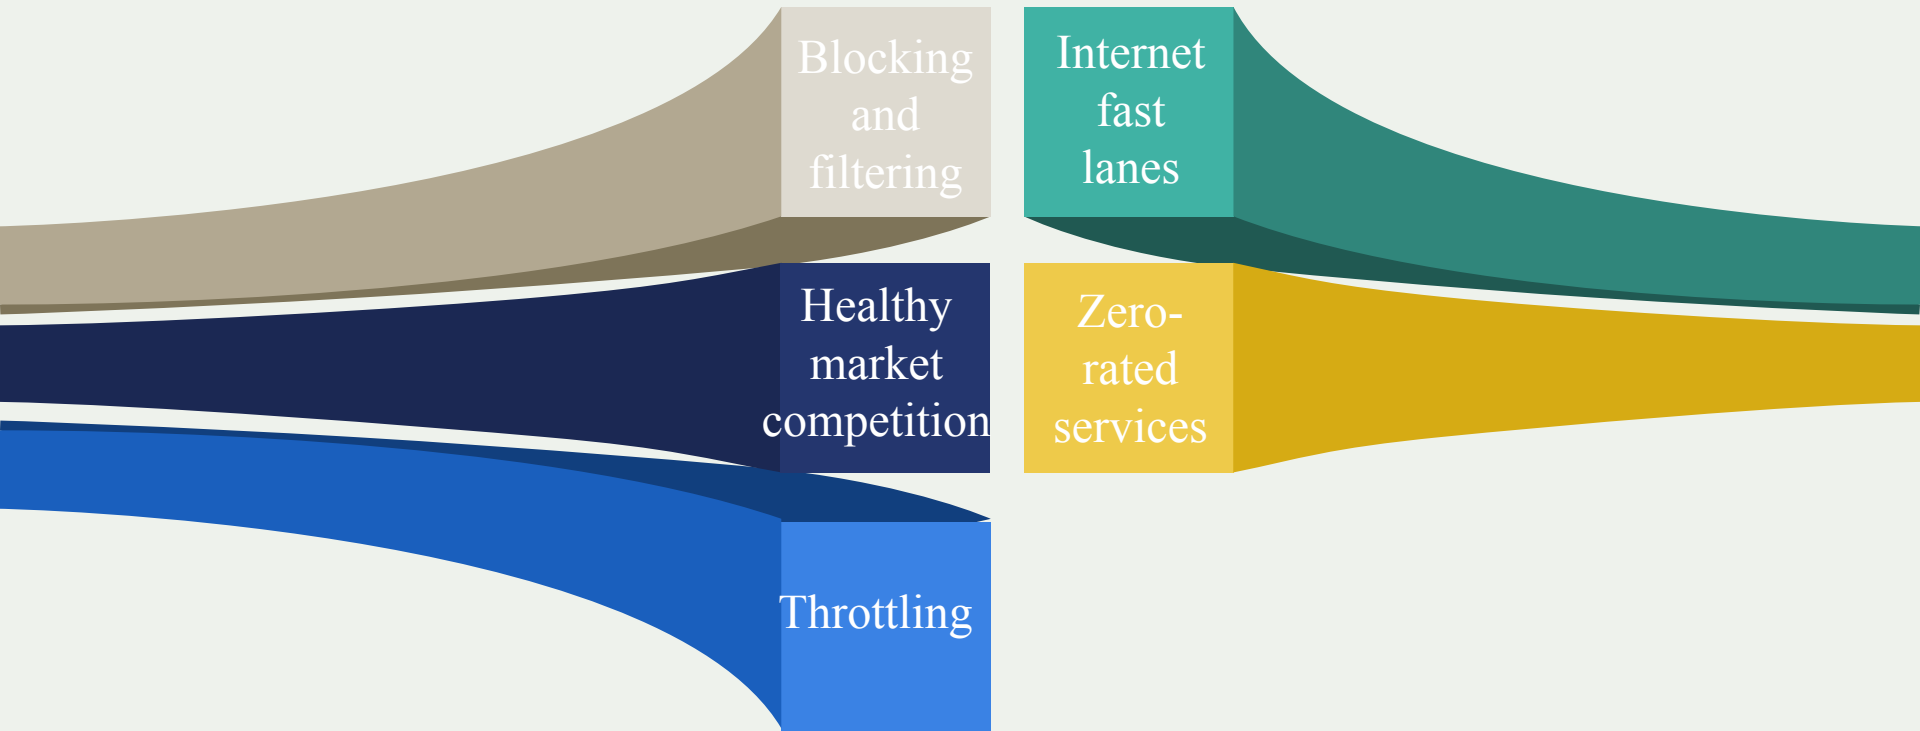 Blocking
and
filtering
Internet
fast
lanes
Healthy
market
competition
Zero-
rated
services
Throttling